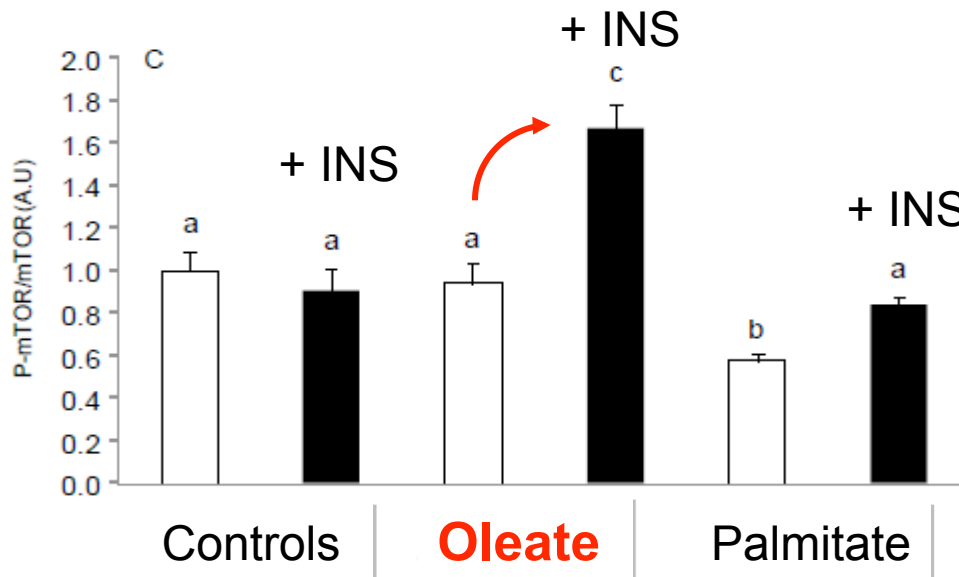 + INS
2.0 C
c
1.8
1.6
+ INS
1.4
+ INS
1.2
a
a
a
a
1.0
0.8
b
0.6
0.4
0.2
0.0
P-mTOR/mTOR(A.U)
Controls Oleate Palmitate